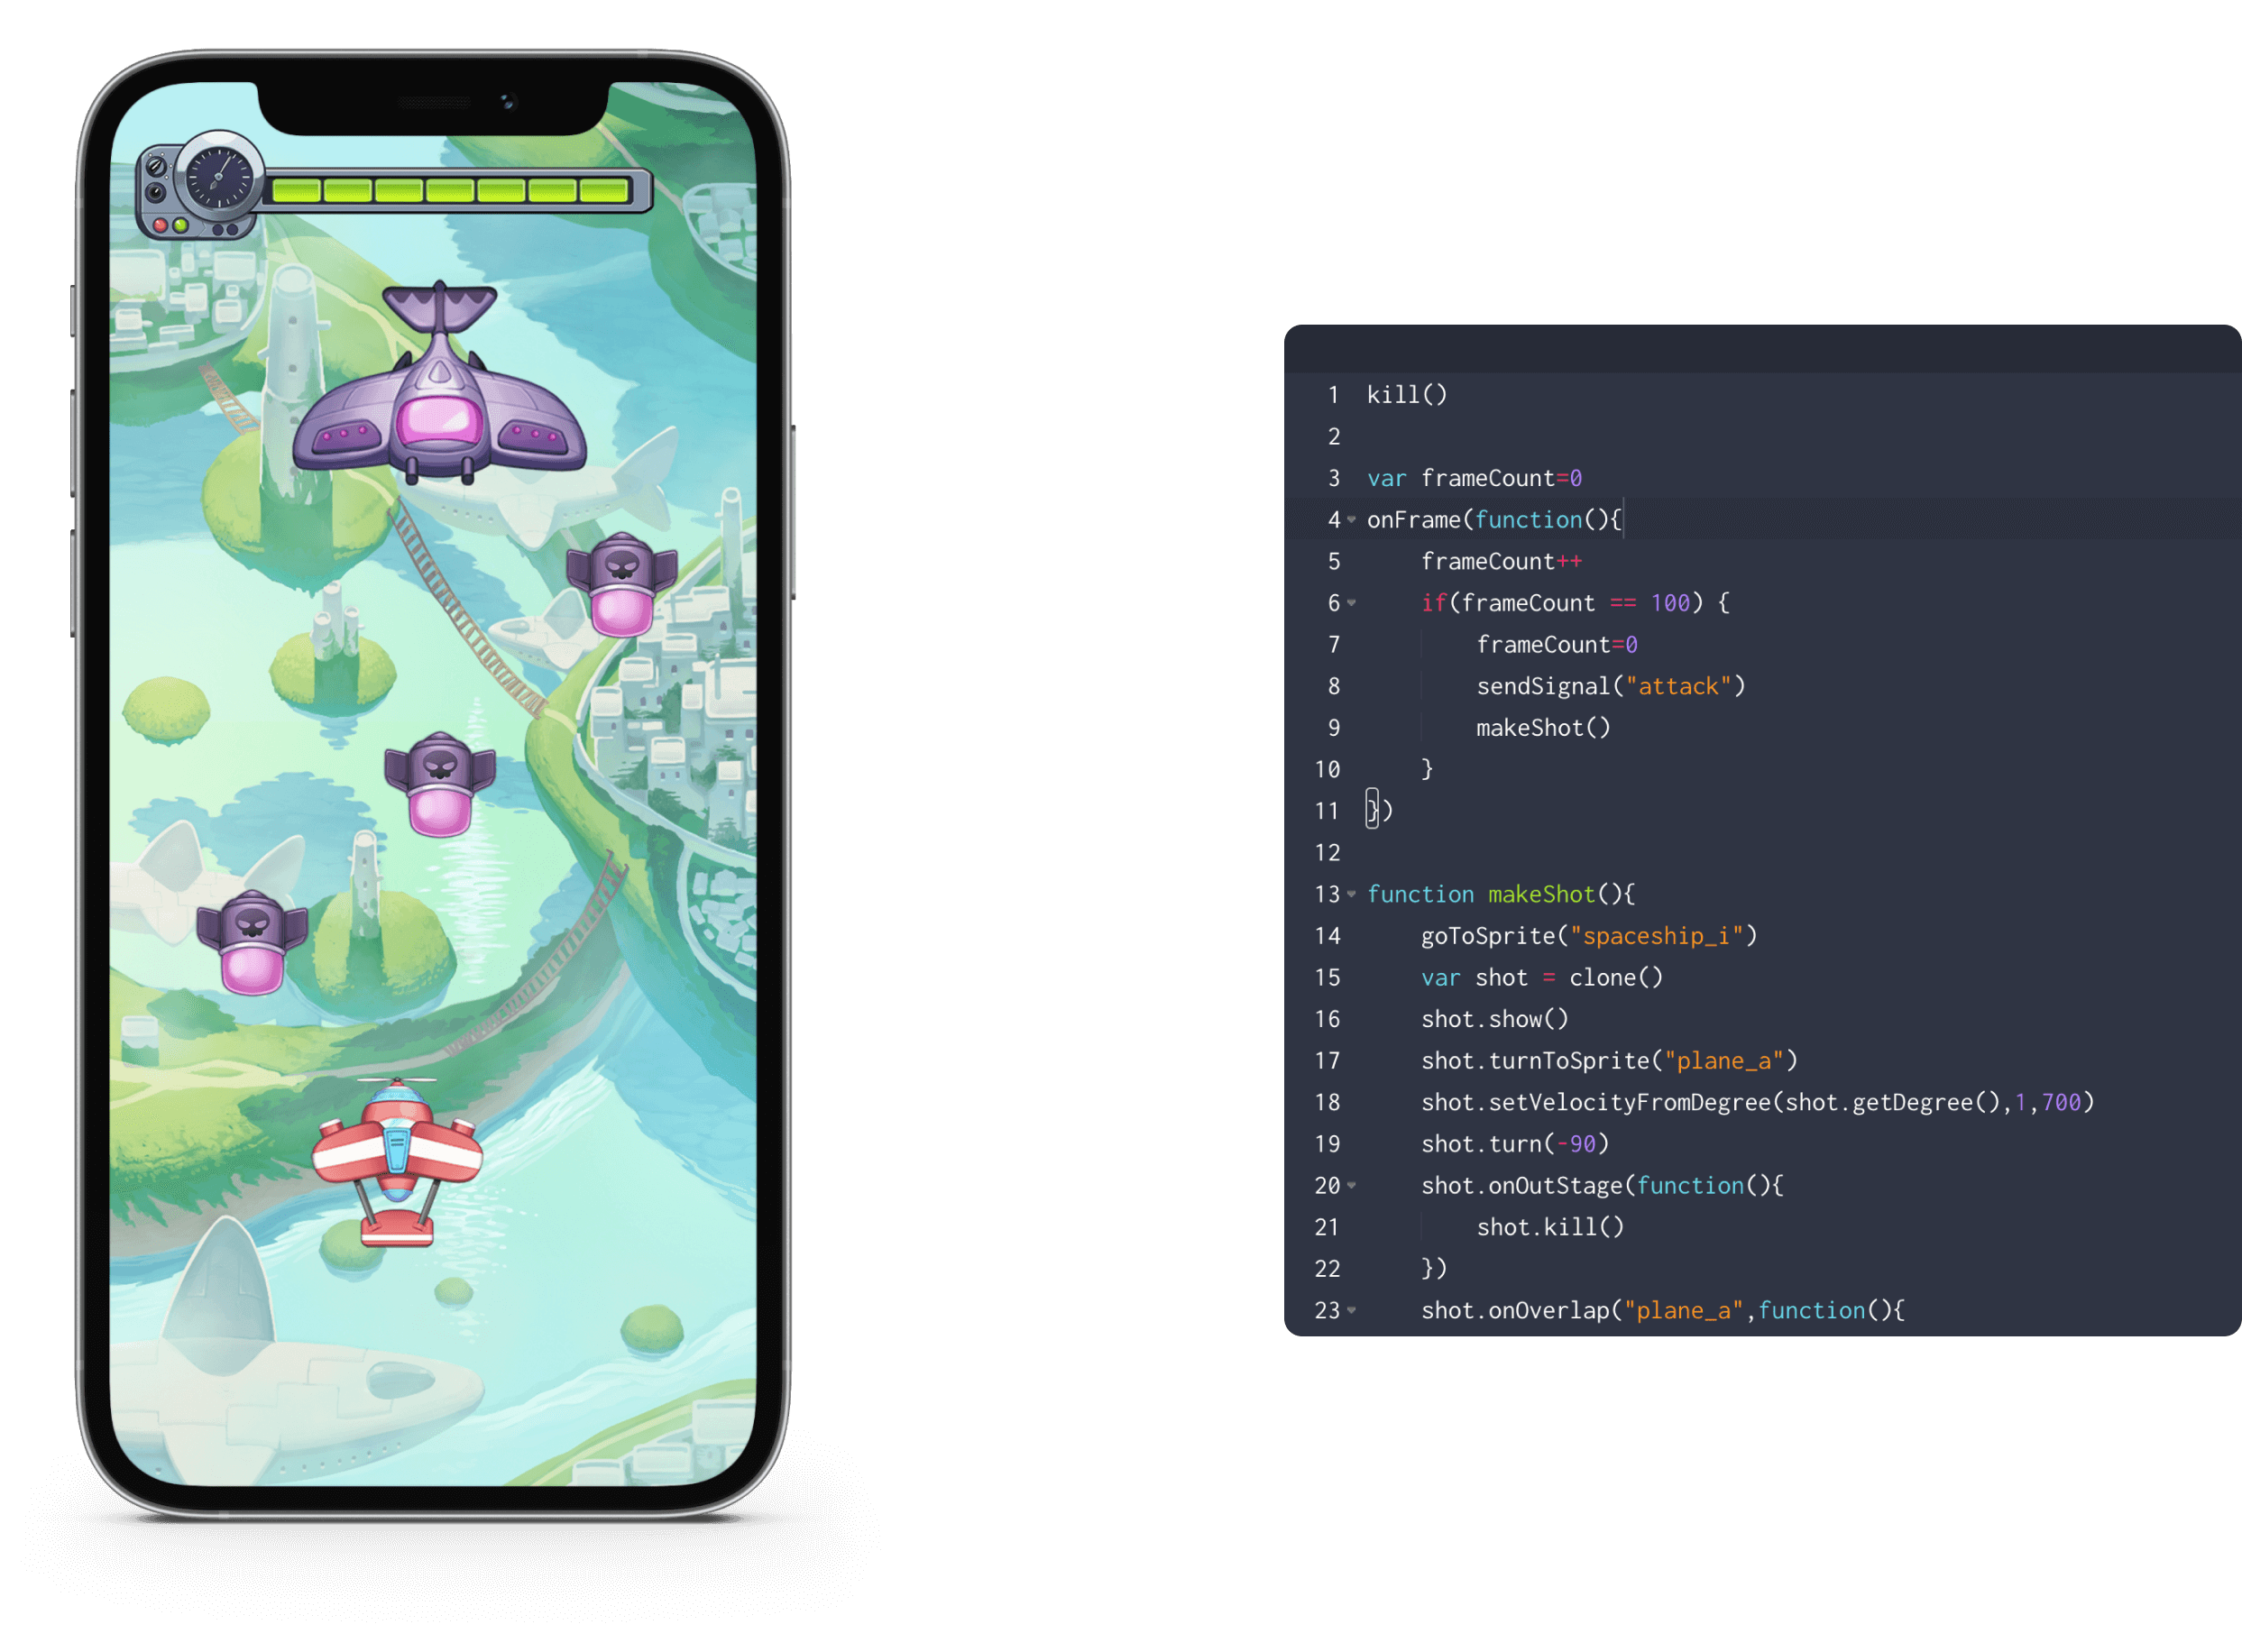 1 kill()
2
3 var frameCount=0
4 onFrame(function(){
5 frameCount++
6 if(frameCount == 100) {
7 frameCount=0
8 sendSignal("attack")
9 makeShot()
10 }
11 })
12
13 function makeShot(){
14 goToSprite("spaceship_i")
15 var shot = clone()
16 shot.show()
17 shot.turnToSprite("plane_a")
18 shot.setVelocityFromDegree(shot.getDegree(),1,700)
19 shot.turn(-90)
20 shot.onOutStage(function(){
21 shot.kill()
22 })
23 shot.onOverlap("plane_a",function(){